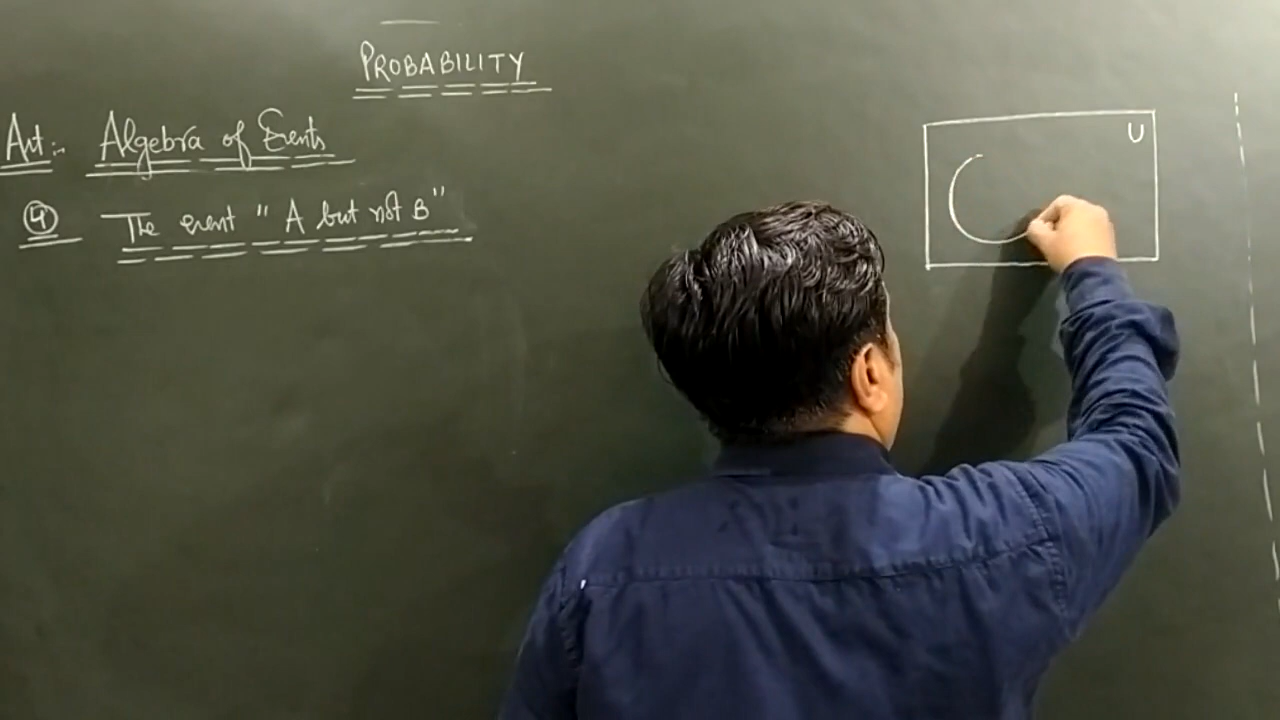 PROBABILITY
Art:- Algebra of Events
④ The event " A but not B"
U